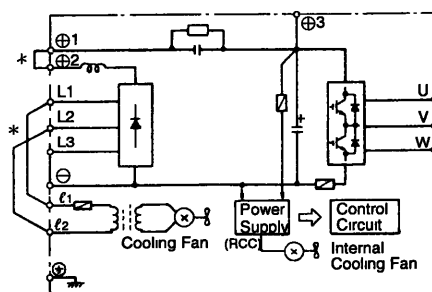 ⊕3
⊕1
*
⊕2
L1
U
*
L2
V
L3
W
+
⊖
ℓ1
ℓ2
Cooling Fan
Power
Supply
(RCC)
Control
Circuit
Internal
Cooling Fan